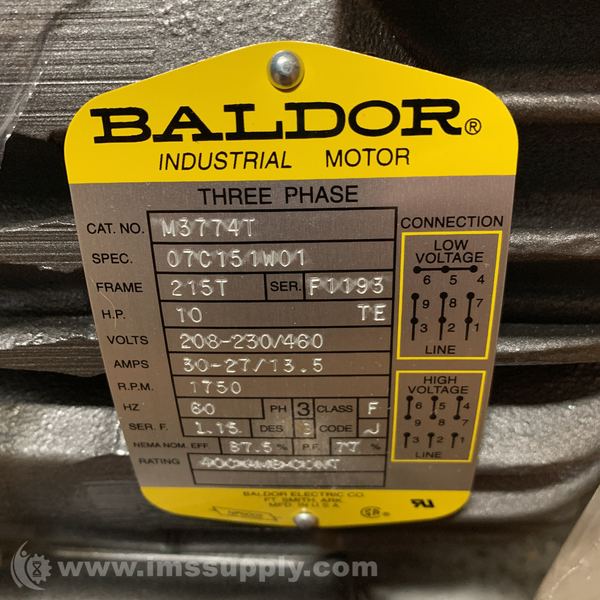 BALDOR®
INDUSTRIAL MOTOR
THREE PHASE
CAT. NO. M3774T
SPEC. 07C151W01
FRAME 215T SER. F1193
H.P. 10 TE
VOLTS 208-230/460
AMPS 30-27/13.5
R.P.M. 1750
HZ 60 PH 3 CLASS F
SER. F. 1.15 DES CODE J
NEMA NOM. EFF. 87.5 % P.F. 77 %
RATING 40C AMB-CONT
CONNECTION
LOW
VOLTAGE
6 5 4
9 8 7
3 2 1
LINE
HIGH
VOLTAGE
6 5 4
9 8 7
3 2 1
LINE
BALDOR ELECTRIC CO.
FT. SMITH, ARK.
MFD. IN U.S.A.
www.imssupply.com